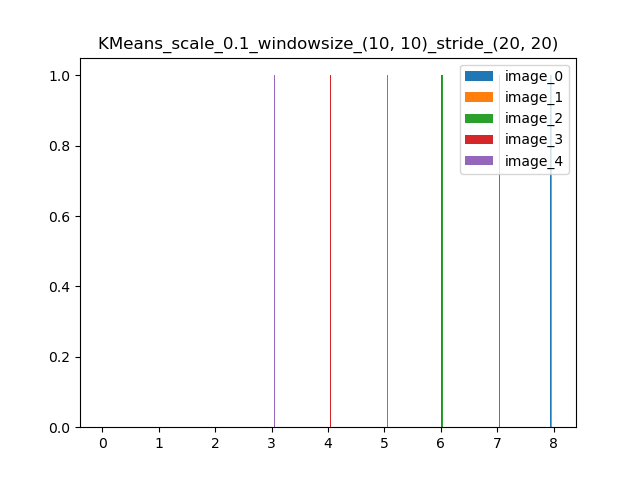 KMeans_scale_0.1_windowsize_(10, 10)_stride_(20, 20)
1.0
0.8
0.6
0.4
0.2
0.0
image_0
image_1
image_2
image_3
image_4
0 1 2 3 4 5 6 7 8